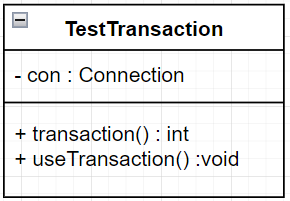 TestTransaction
- con : Connection
+ transaction() : int
+ useTransaction() :void